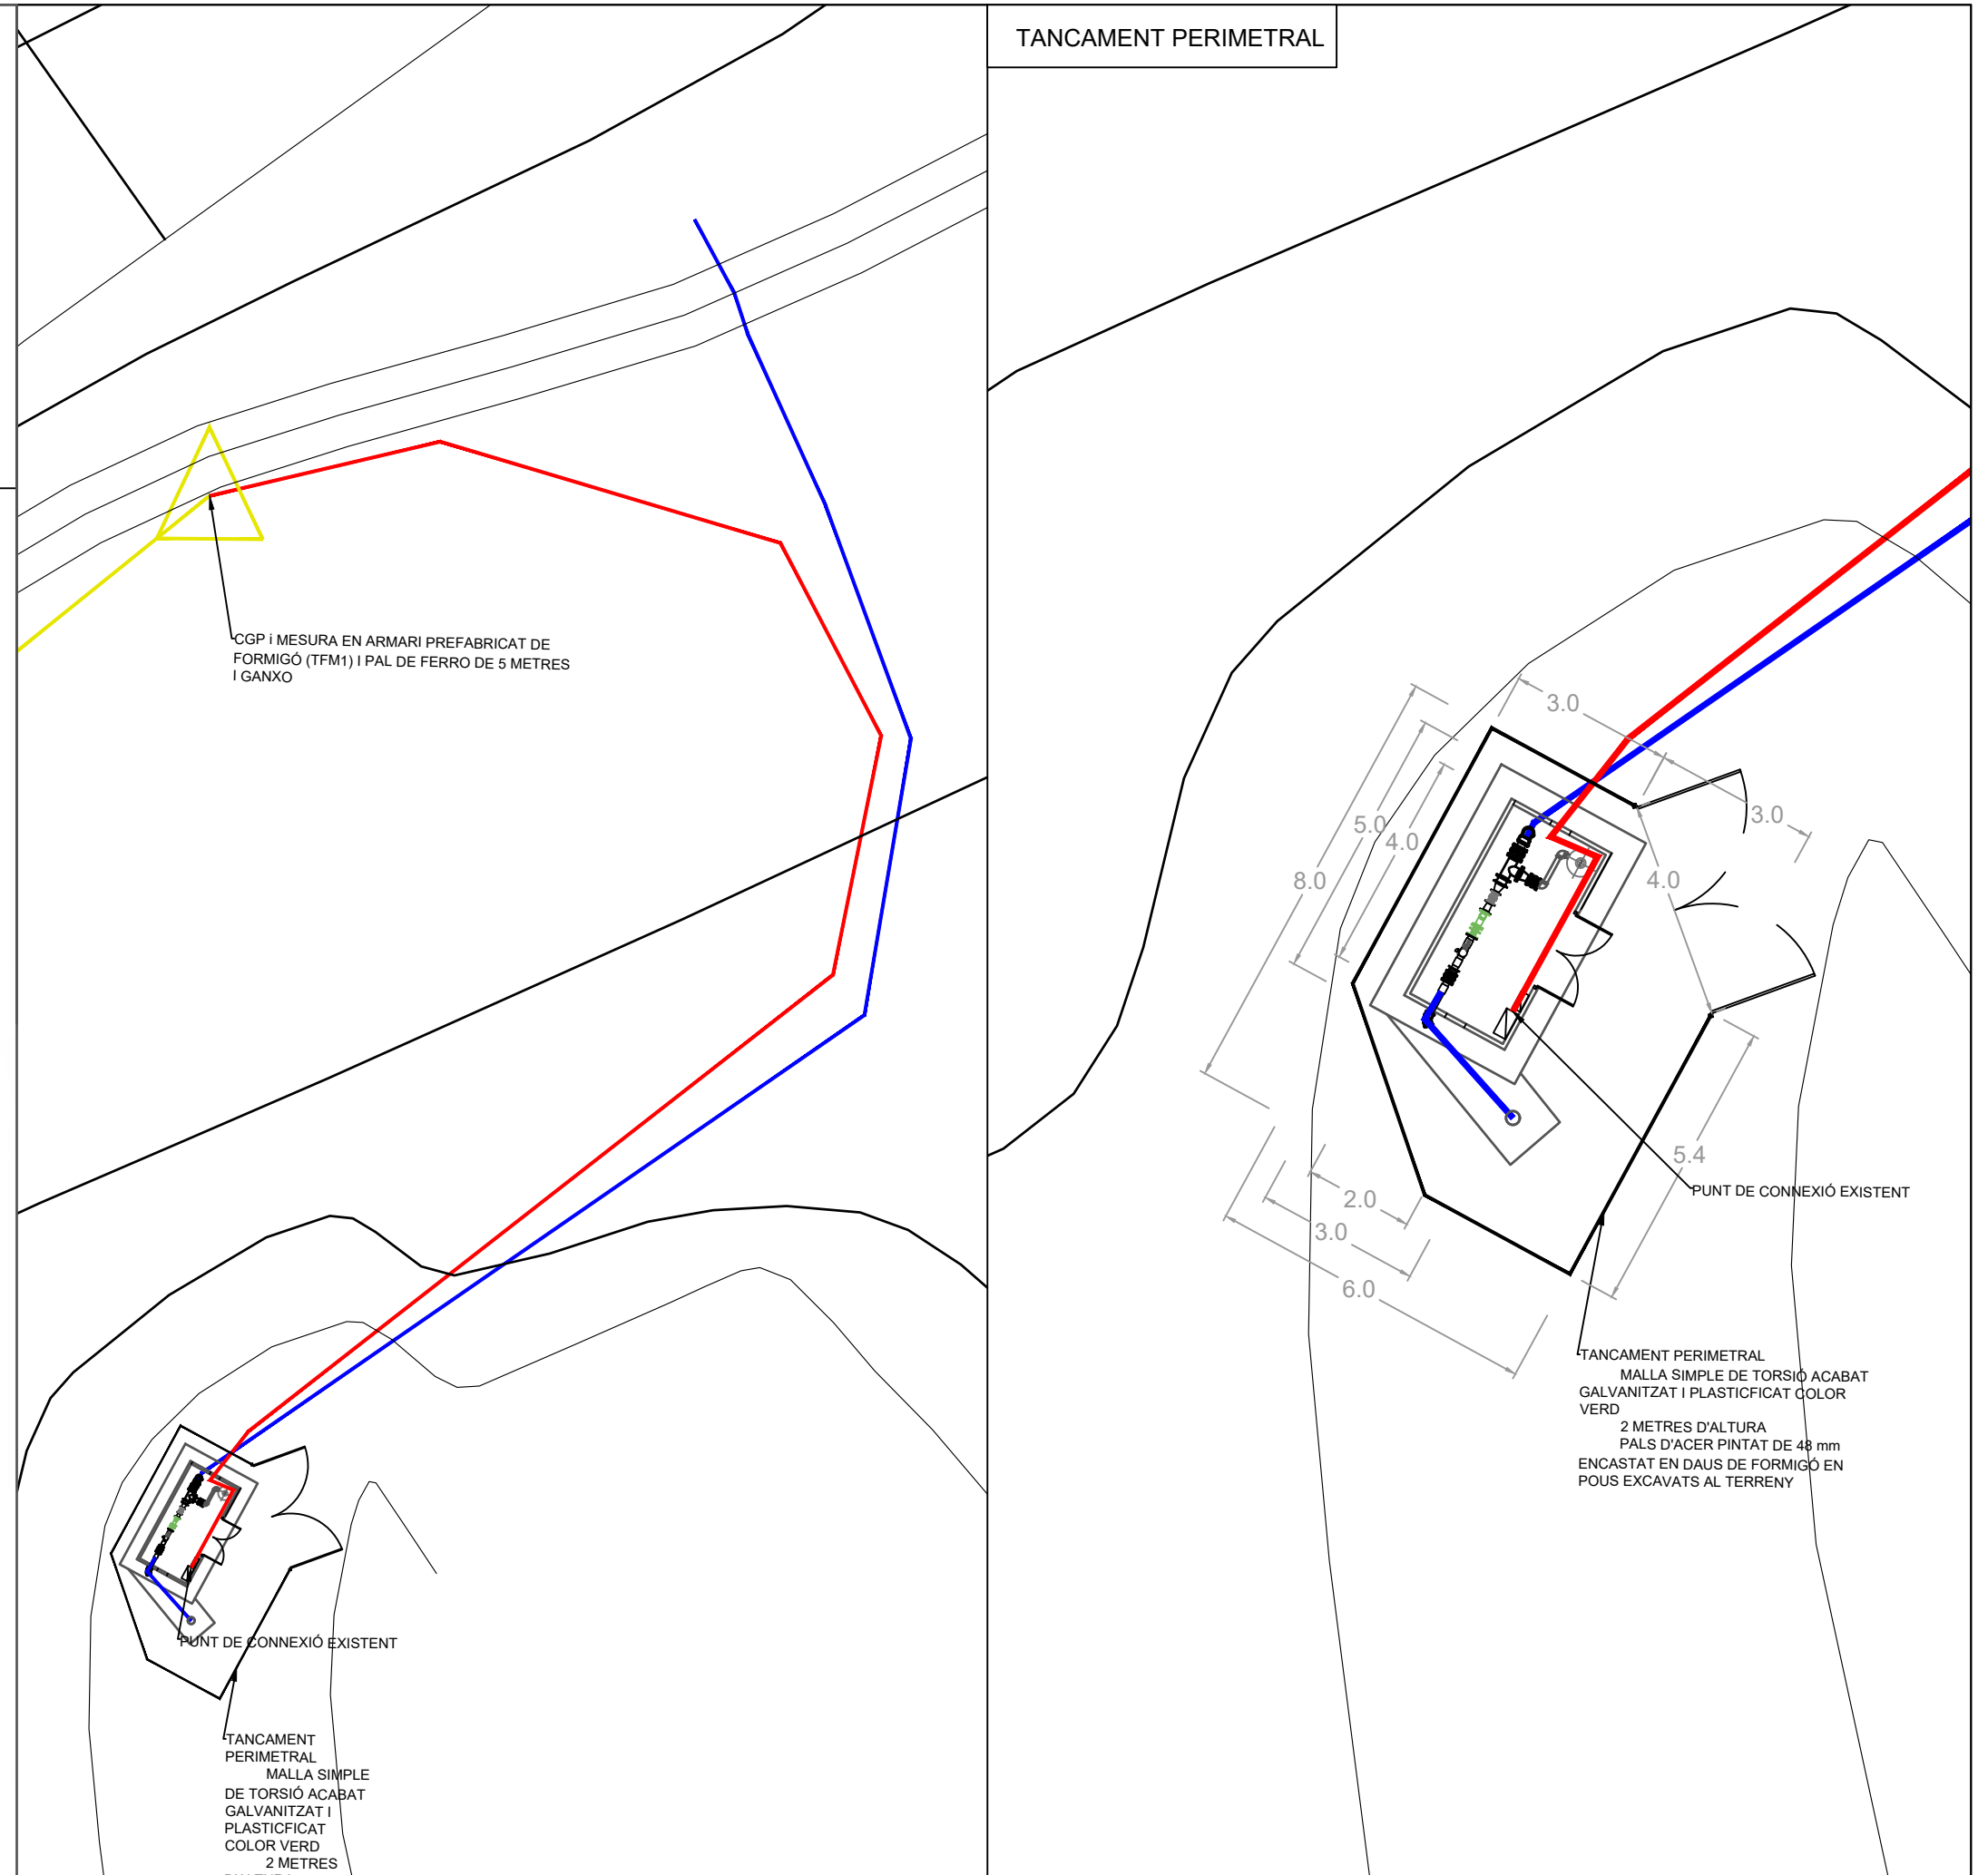 TANCAMENT PERIMETRAL
CGP i MESURA EN ARMARI PREFABRICAT DE
FORMIGÓ (TFM1) I PAL DE FERRO DE 5 METRES
I GANXO
PUNT DE CONNEXIÓ EXISTENT
TANCAMENT
PERIMETRAL
MALLA SIMPLE
DE TORSIÓ ACABAT
GALVANITZAT I
PLASTICFICAT
COLOR VERD
2 METRES
3.0
3.0
5.0
4.0
8.0
4.0
5.4
2.0
3.0
6.0
PUNT DE CONNEXIÓ EXISTENT
TANCAMENT PERIMETRAL
MALLA SIMPLE DE TORSIÓ ACABAT
GALVANITZAT I PLASTICFICAT COLOR
VERD
2 METRES D'ALTURA
PALS D'ACER PINTAT DE 48 mm
ENCASTAT EN DAUS DE FORMIGÓ EN
POUS EXCAVATS AL TERRENY